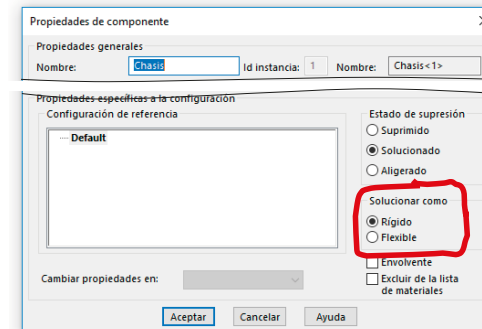 Propiedades de componente
Propiedades generales
Nombre: Chasis Id instancia: 1 Nombre: Chasis<1>
Propiedades específicas a la configuración
Configuración de referencia
Default
Estado de supresión
Suprimido
Solucionado
Aligerado
Solucionar como
Rígido
Flexible
Envolvente
Excluir de la lista
de materiales
Cambiar propiedades en:
Aceptar Cancelar Ayuda